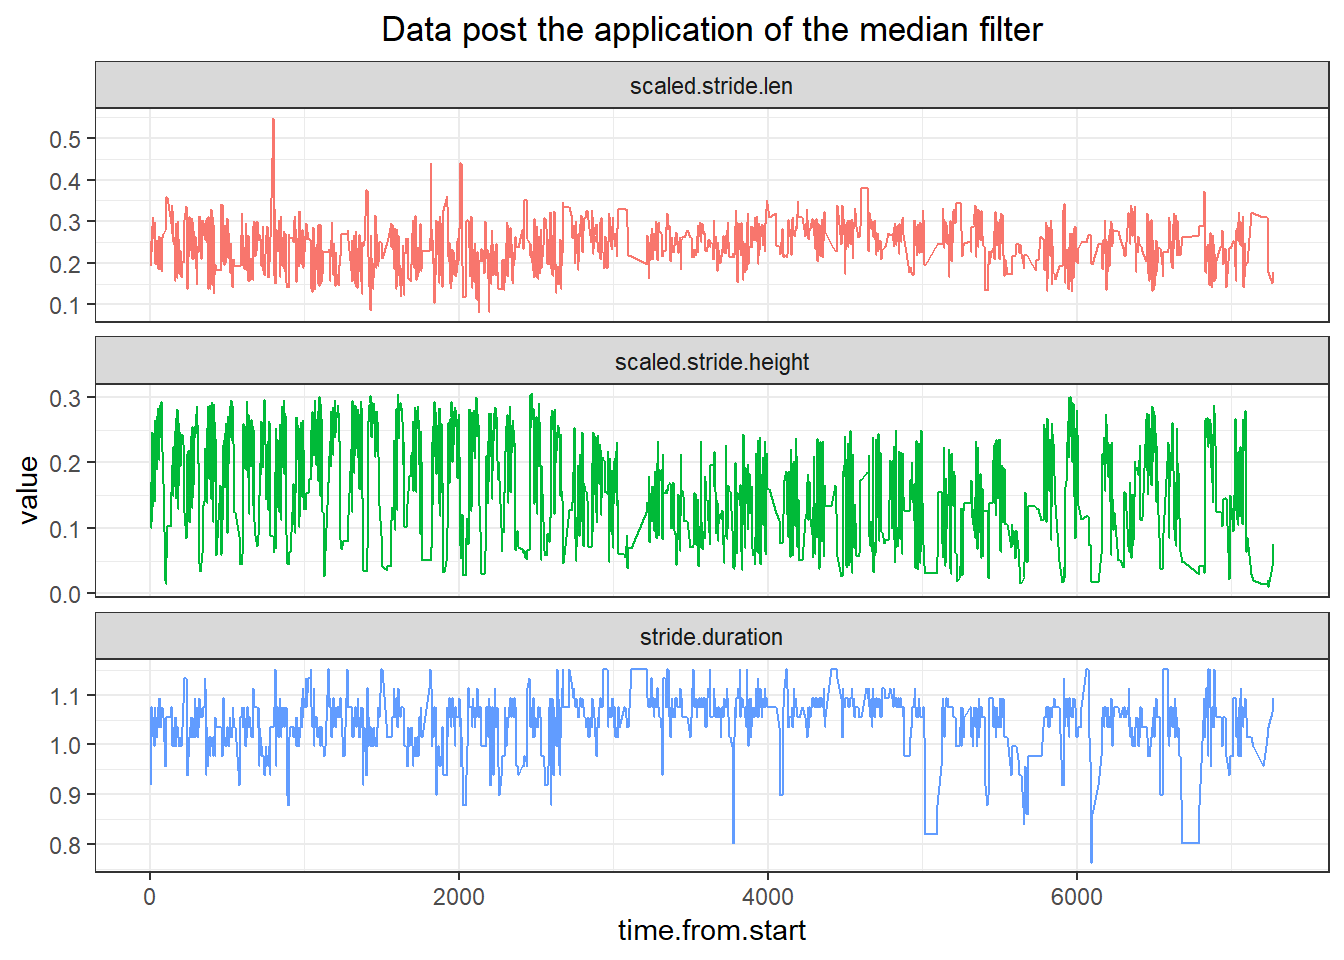 Data post the application of the median filter
scaled.stride.len
0.5
0.4
0.3
0.2
0.1
scaled.stride.height
0.3
0.2
0.1
0.0
value
stride.duration
1.1
1.0
0.9
0.8
0 2000 4000 6000
time.from.start